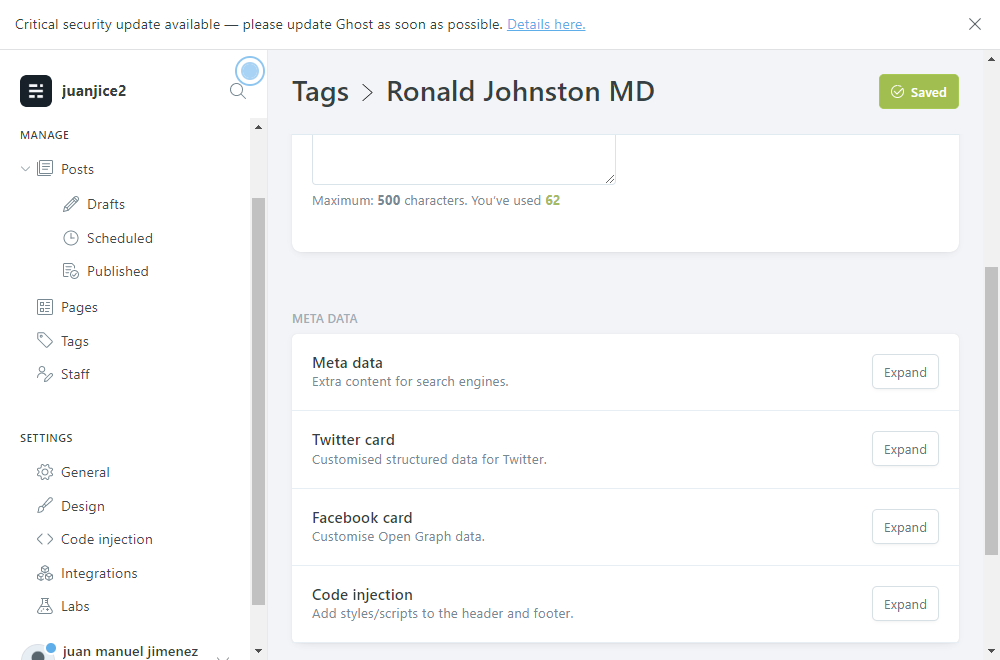 Critical security update available — please update Ghost as soon as possible. Details here.
juanjice2
MANAGE
Posts
Drafts
Scheduled
Published
Pages
Tags
Staff
SETTINGS
General
Design
Code injection
Integrations
Labs
juan manuel jimenez
Tags > Ronald Johnston MD
Saved
Maximum: 500 characters. You've used 62
META DATA
Meta data
Extra content for search engines.
Expand
Twitter card
Customised structured data for Twitter.
Expand
Facebook card
Customise Open Graph data.
Expand
Code injection
Add styles/scripts to the header and footer.
Expand